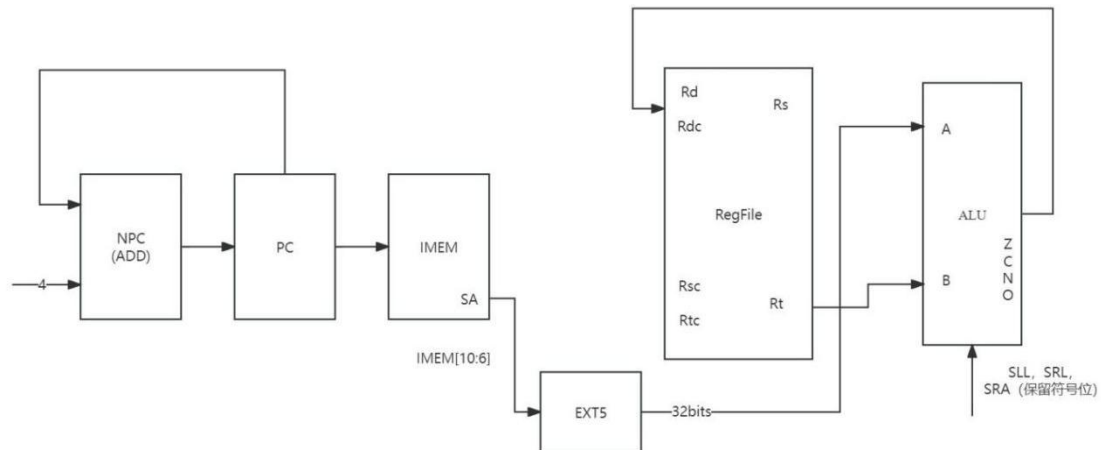 Rd
Rs
Rdc
A
NPC
(ADD)
PC
IMEM
RegFile
ALU
4
SA
Z
C
N
O
B
Rsc
Rt
Rtc
IMEM[10:6]
SLL, SRL,
SRA (保留符号位)
EXT5
32bits